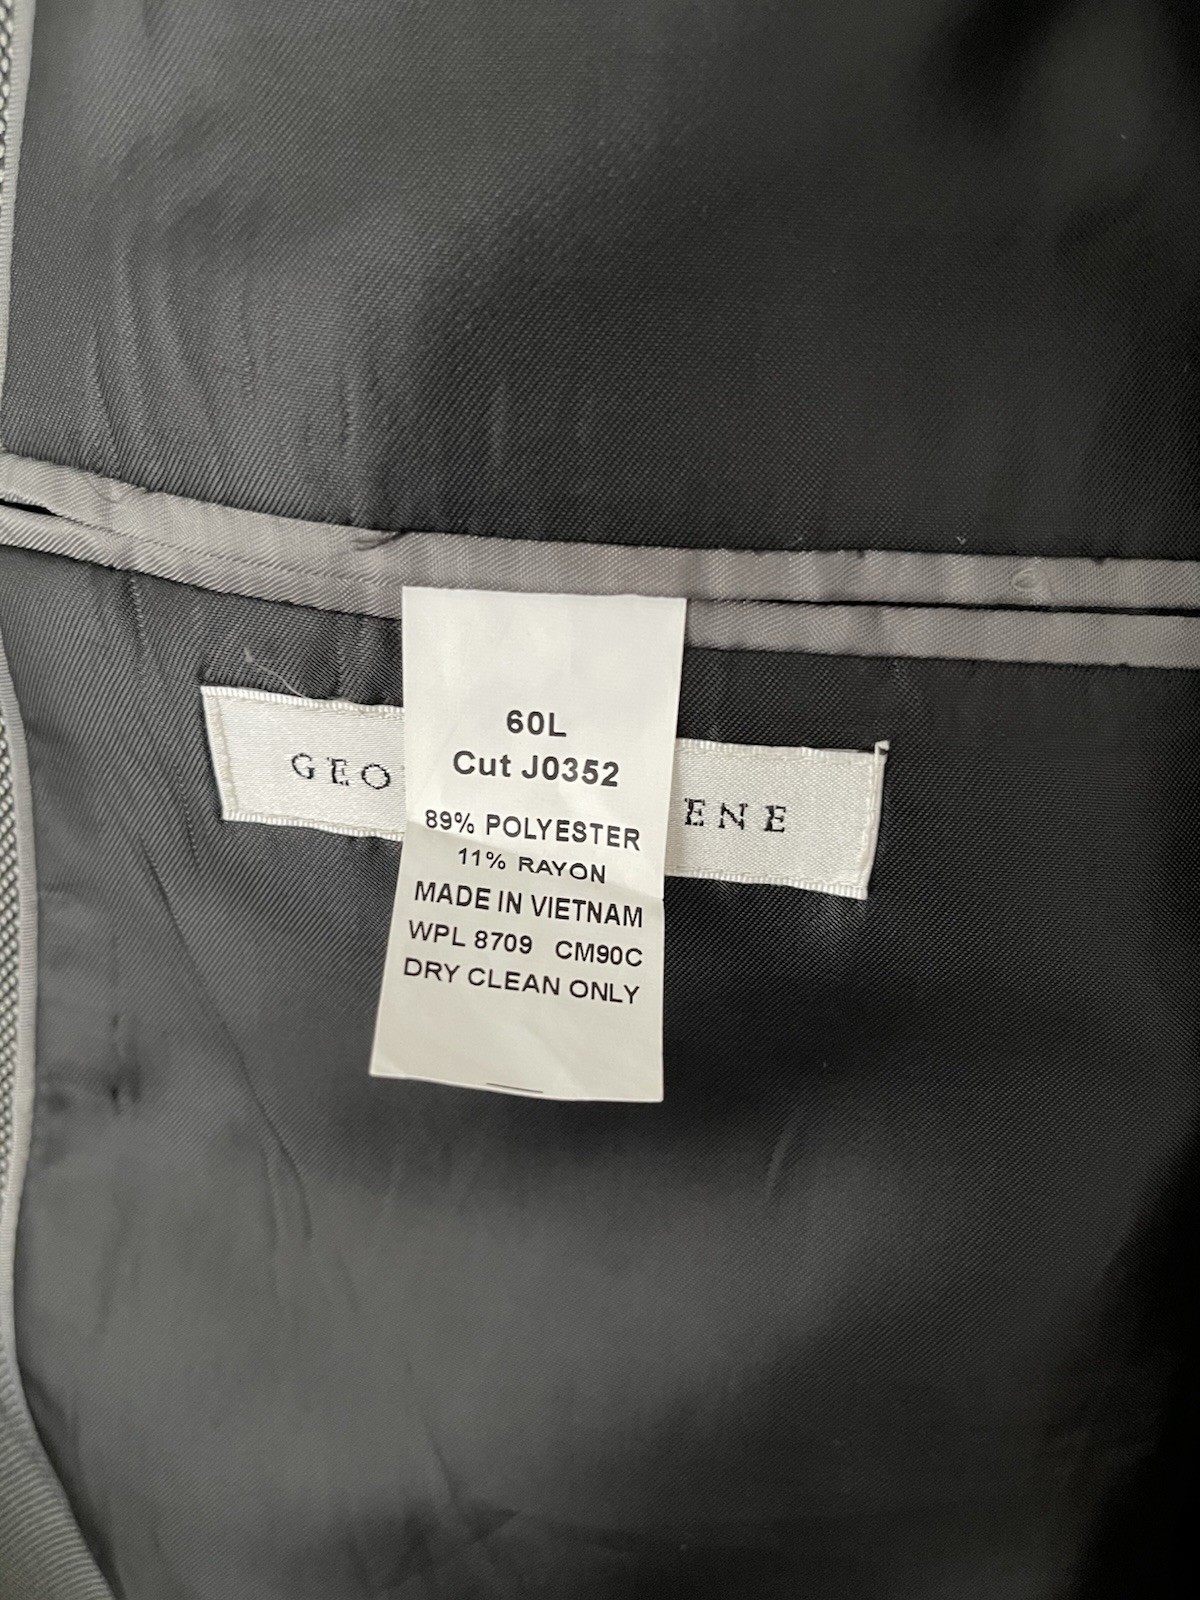 60L
Cut J0352
GEO ENE
89% POLYESTER
11% RAYON
MADE IN VIETNAM
WPL 8709 CM90C
DRY CLEAN ONLY